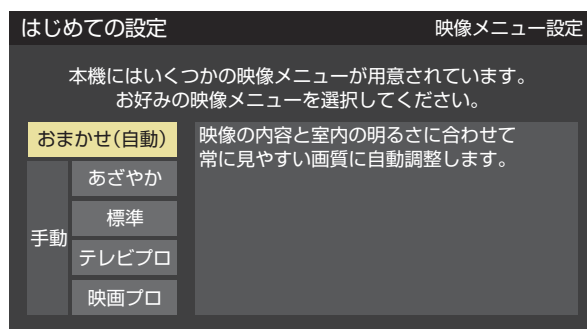 はじめての設定
映像メニュー設定
本機にはいくつかの映像メニューが用意されています。
お好みの映像メニューを選択してください。
おまかせ(自動)
映像の内容と室内の明るさに合わせて
常に見やすい画質に自動調整します。
手動
あざやか
標準
テレビプロ
映画プロ